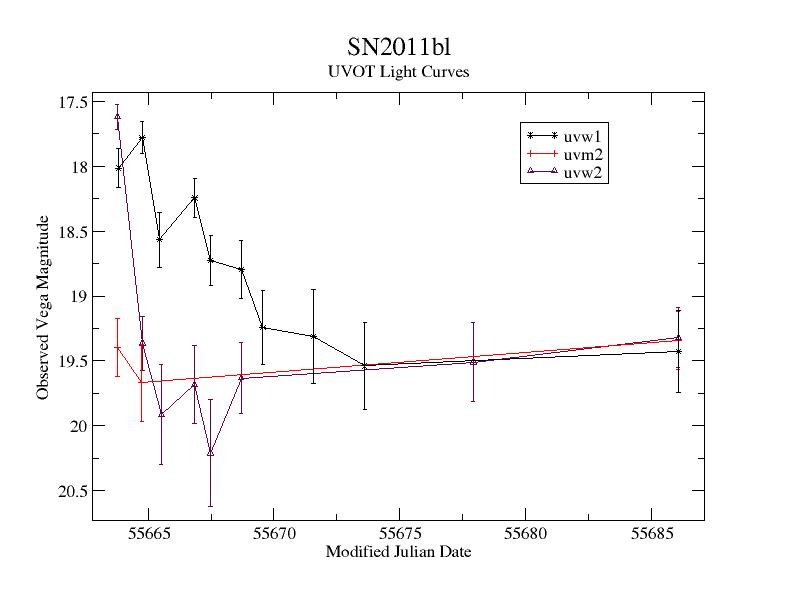 SN2011bl
UVOT Light Curves
17.5
18
18.5
19
19.5
20
20.5
Observed Vega Magnitude
uvw1
uvm2
uvw2
55665
55670
55675
55680
55685
Modified Julian Date